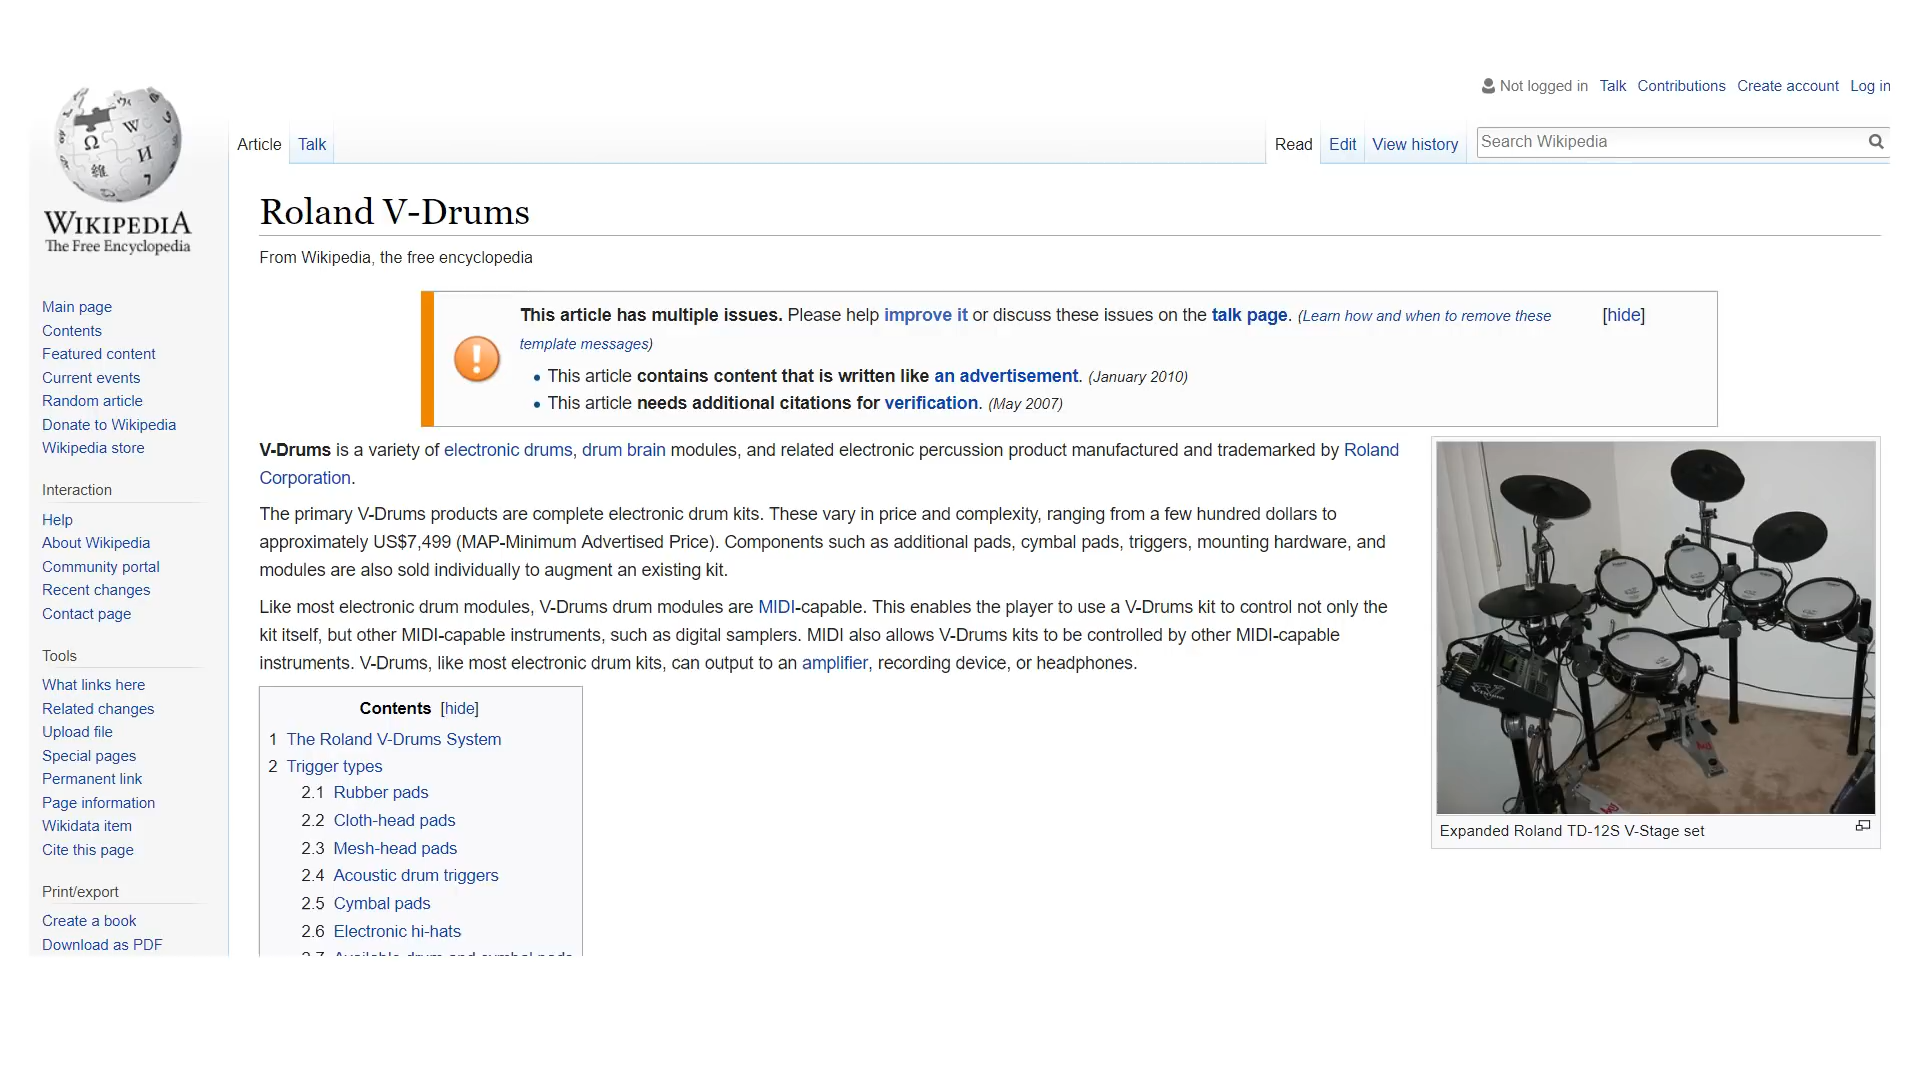 Not logged in Talk Contributions Create account Log in
Article Talk
Read Edit View history
Search Wikipedia
WIKIPEDIA
The Free Encyclopedia
Main page
Contents
Featured content
Current events
Random article
Donate to Wikipedia
Wikipedia store
Interaction
Help
About Wikipedia
Community portal
Recent changes
Contact page
Tools
What links here
Related changes
Upload file
Special pages
Permanent link
Page information
Wikidata item
Cite this page
Print/export
Create a book
Download as PDF
Roland V-Drums
From Wikipedia, the free encyclopedia
This article has multiple issues. Please help improve it or discuss these issues on the talk page. (Learn how and when to remove these
template messages)
[hide]
• This article contains content that is written like an advertisement. (January 2010)
• This article needs additional citations for verification. (May 2007)
V-Drums is a variety of electronic drums, drum brain modules, and related electronic percussion product manufactured and trademarked by Roland
Corporation.
The primary V-Drums products are complete electronic drum kits. These vary in price and complexity, ranging from a few hundred dollars to
approximately US$7,499 (MAP-Minimum Advertised Price). Components such as additional pads, cymbal pads, triggers, mounting hardware, and
modules are also sold individually to augment an existing kit.
Like most electronic drum modules, V-Drums drum modules are MIDI-capable. This enables the player to use a V-Drums kit to control not only the
kit itself, but other MIDI-capable instruments, such as digital samplers. MIDI also allows V-Drums kits to be controlled by other MIDI-capable
instruments. V-Drums, like most electronic drum kits, can output to an amplifier, recording device, or headphones.
Expanded Roland TD-12S V-Stage set
Contents [hide]
1 The Roland V-Drums System
2 Trigger types
2.1 Rubber pads
2.2 Cloth-head pads
2.3 Mesh-head pads
2.4 Acoustic drum triggers
2.5 Cymbal pads
2.6 Electronic hi-hats
2.7 Available drum and cymbal pads